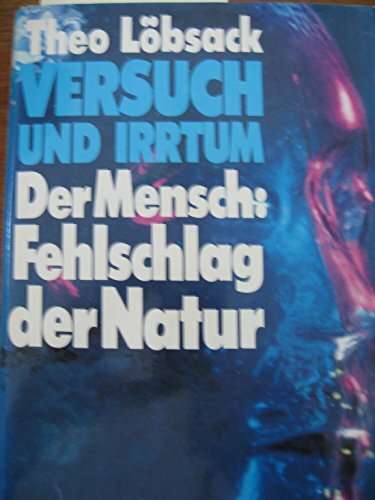 Theo Löbsack
VERSUCH
UND IRRTUM
Der Mensch:
Fehlschlag
der Natur